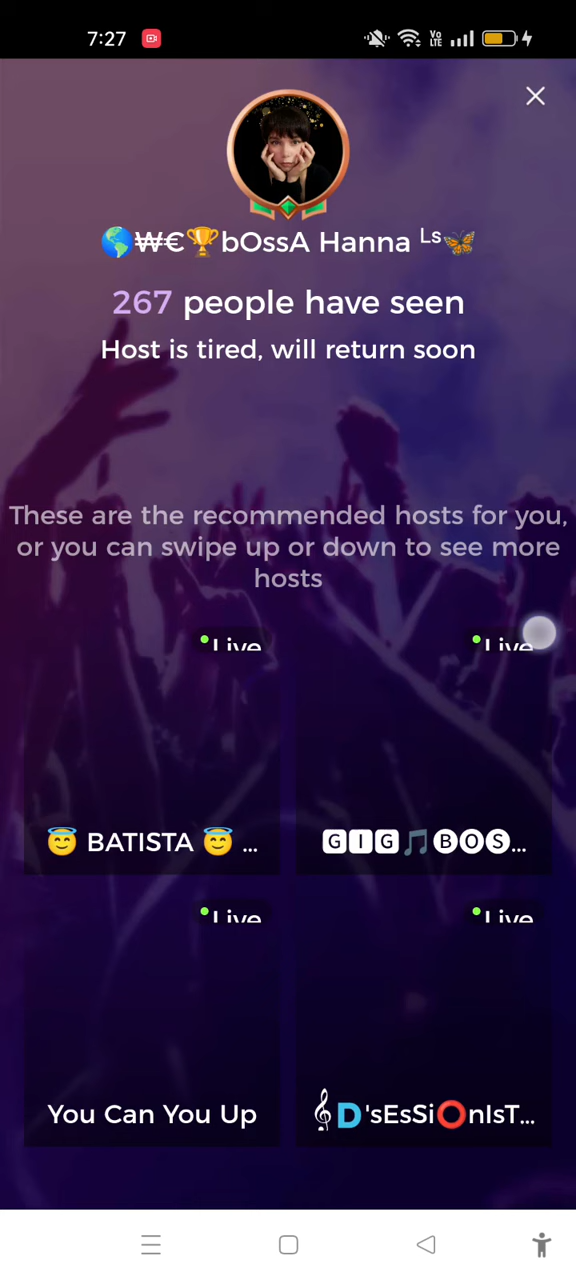 7:27
VO LTE
🌎₩€🏆bOssA Hanna ᴸˢ🦋
267 people have seen
Host is tired, will return soon
These are the recommended hosts for you,
or you can swipe up or down to see more
hosts
Live
Live
😇 BATISTA 😇 ...
🅶🅸🅶🎵🅑🅞🅢...
Live
Live
You Can You Up
𝄞D'sEsSi⭕nIsT...